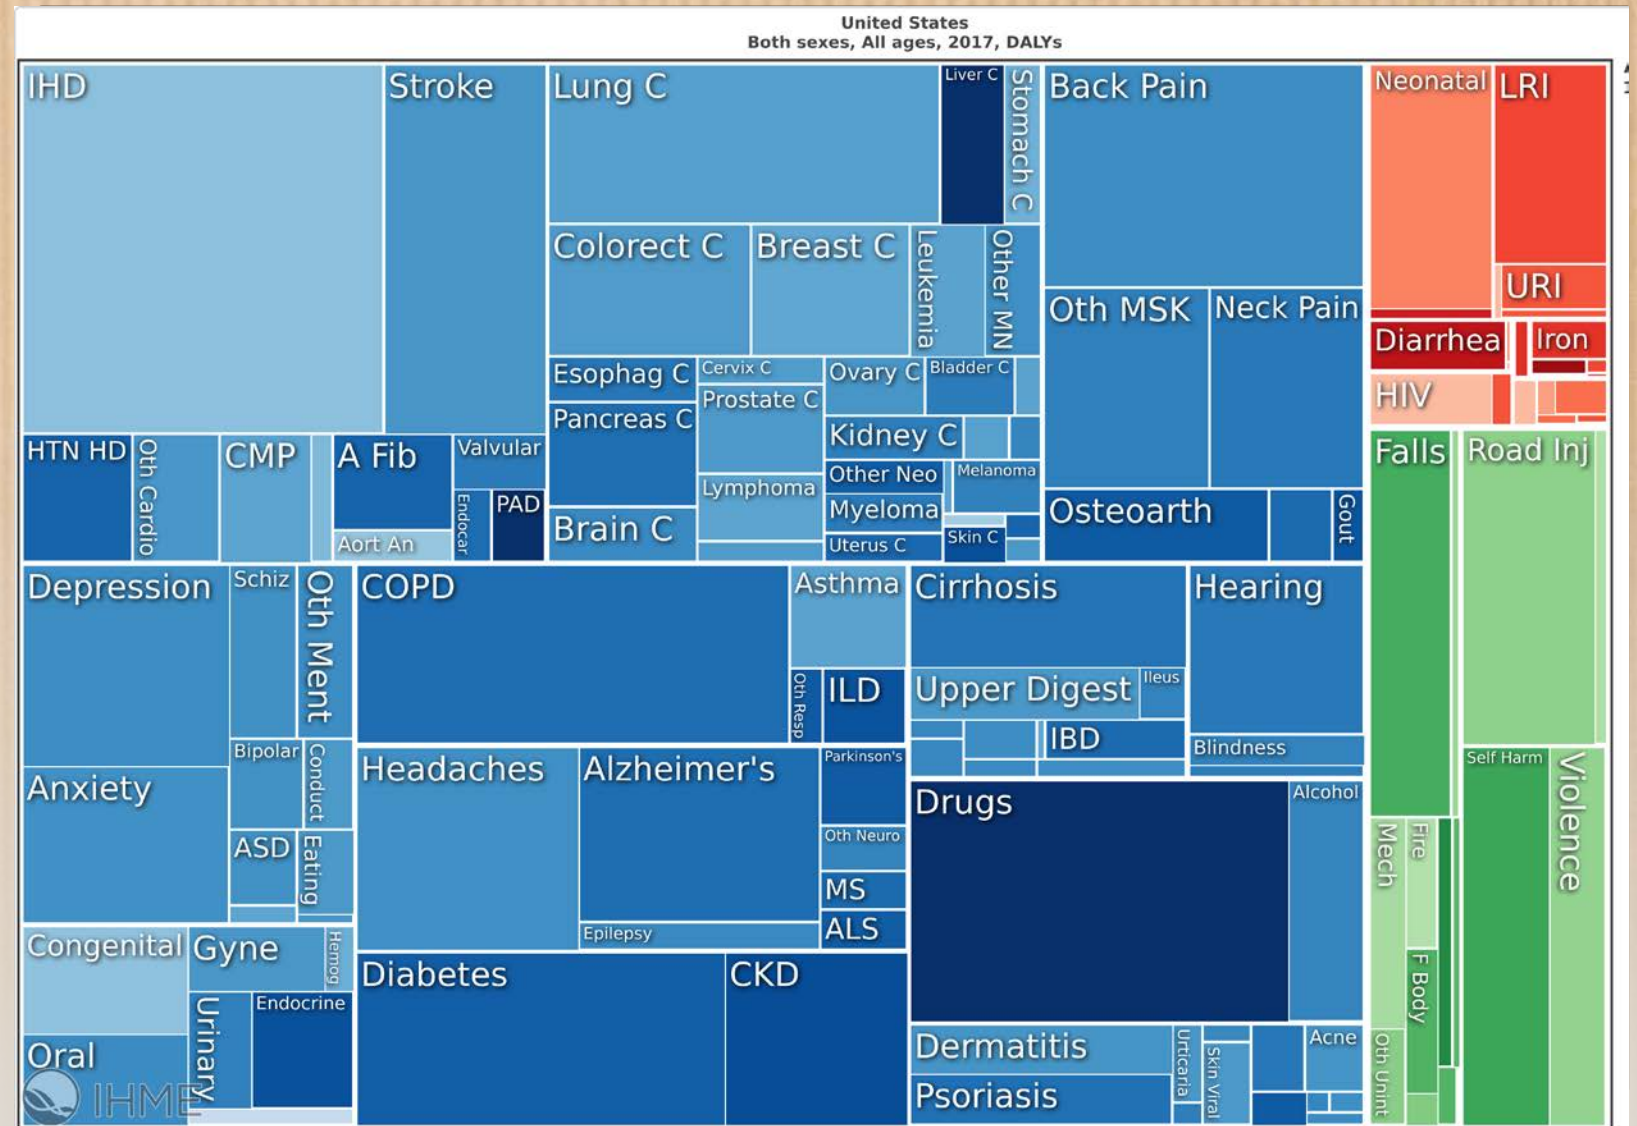 United States
Both sexes, All ages, 2017, DALYs
IHD
Stroke
Lung C
Liver C
Stomach C
Back Pain
Neonatal
LRI
Colorect C
Breast C
Leukemia
Other MN
URI
Oth MSK
Neck Pain
Diarrhea
Iron
Esophag C
Cervix C
Ovary C
Bladder C
HIV
Prostate C
Pancreas C
Kidney C
HTN HD
Oth Cardio
CMP
A Fib
Valvular
Other Neo
Melanoma
Falls
Road Inj
Lymphoma
Endocar
PAD
Myeloma
Osteoarth
Gout
Brain C
Aort An
Uterus C
Skin C
Depression
Schiz
Oth Ment
COPD
Asthma
Cirrhosis
Hearing
Oth Resp
ILD
Upper Digest
Ileus
Bipolar
Conduct
IBD
Blindness
Anxiety
Headaches
Alzheimer's
Parkinson's
Self Harm
Violence
Drugs
Alcohol
ASD
Eating
Oth Neuro
Mech
Fire
MS
Epilepsy
ALS
Congenital
Gyne
Hemog
Diabetes
CKD
F Body
Urinary
Endocrine
Oral
Dermatitis
Urticaria
Skin Viral
Acne
Oth Unint
Psoriasis
IHME